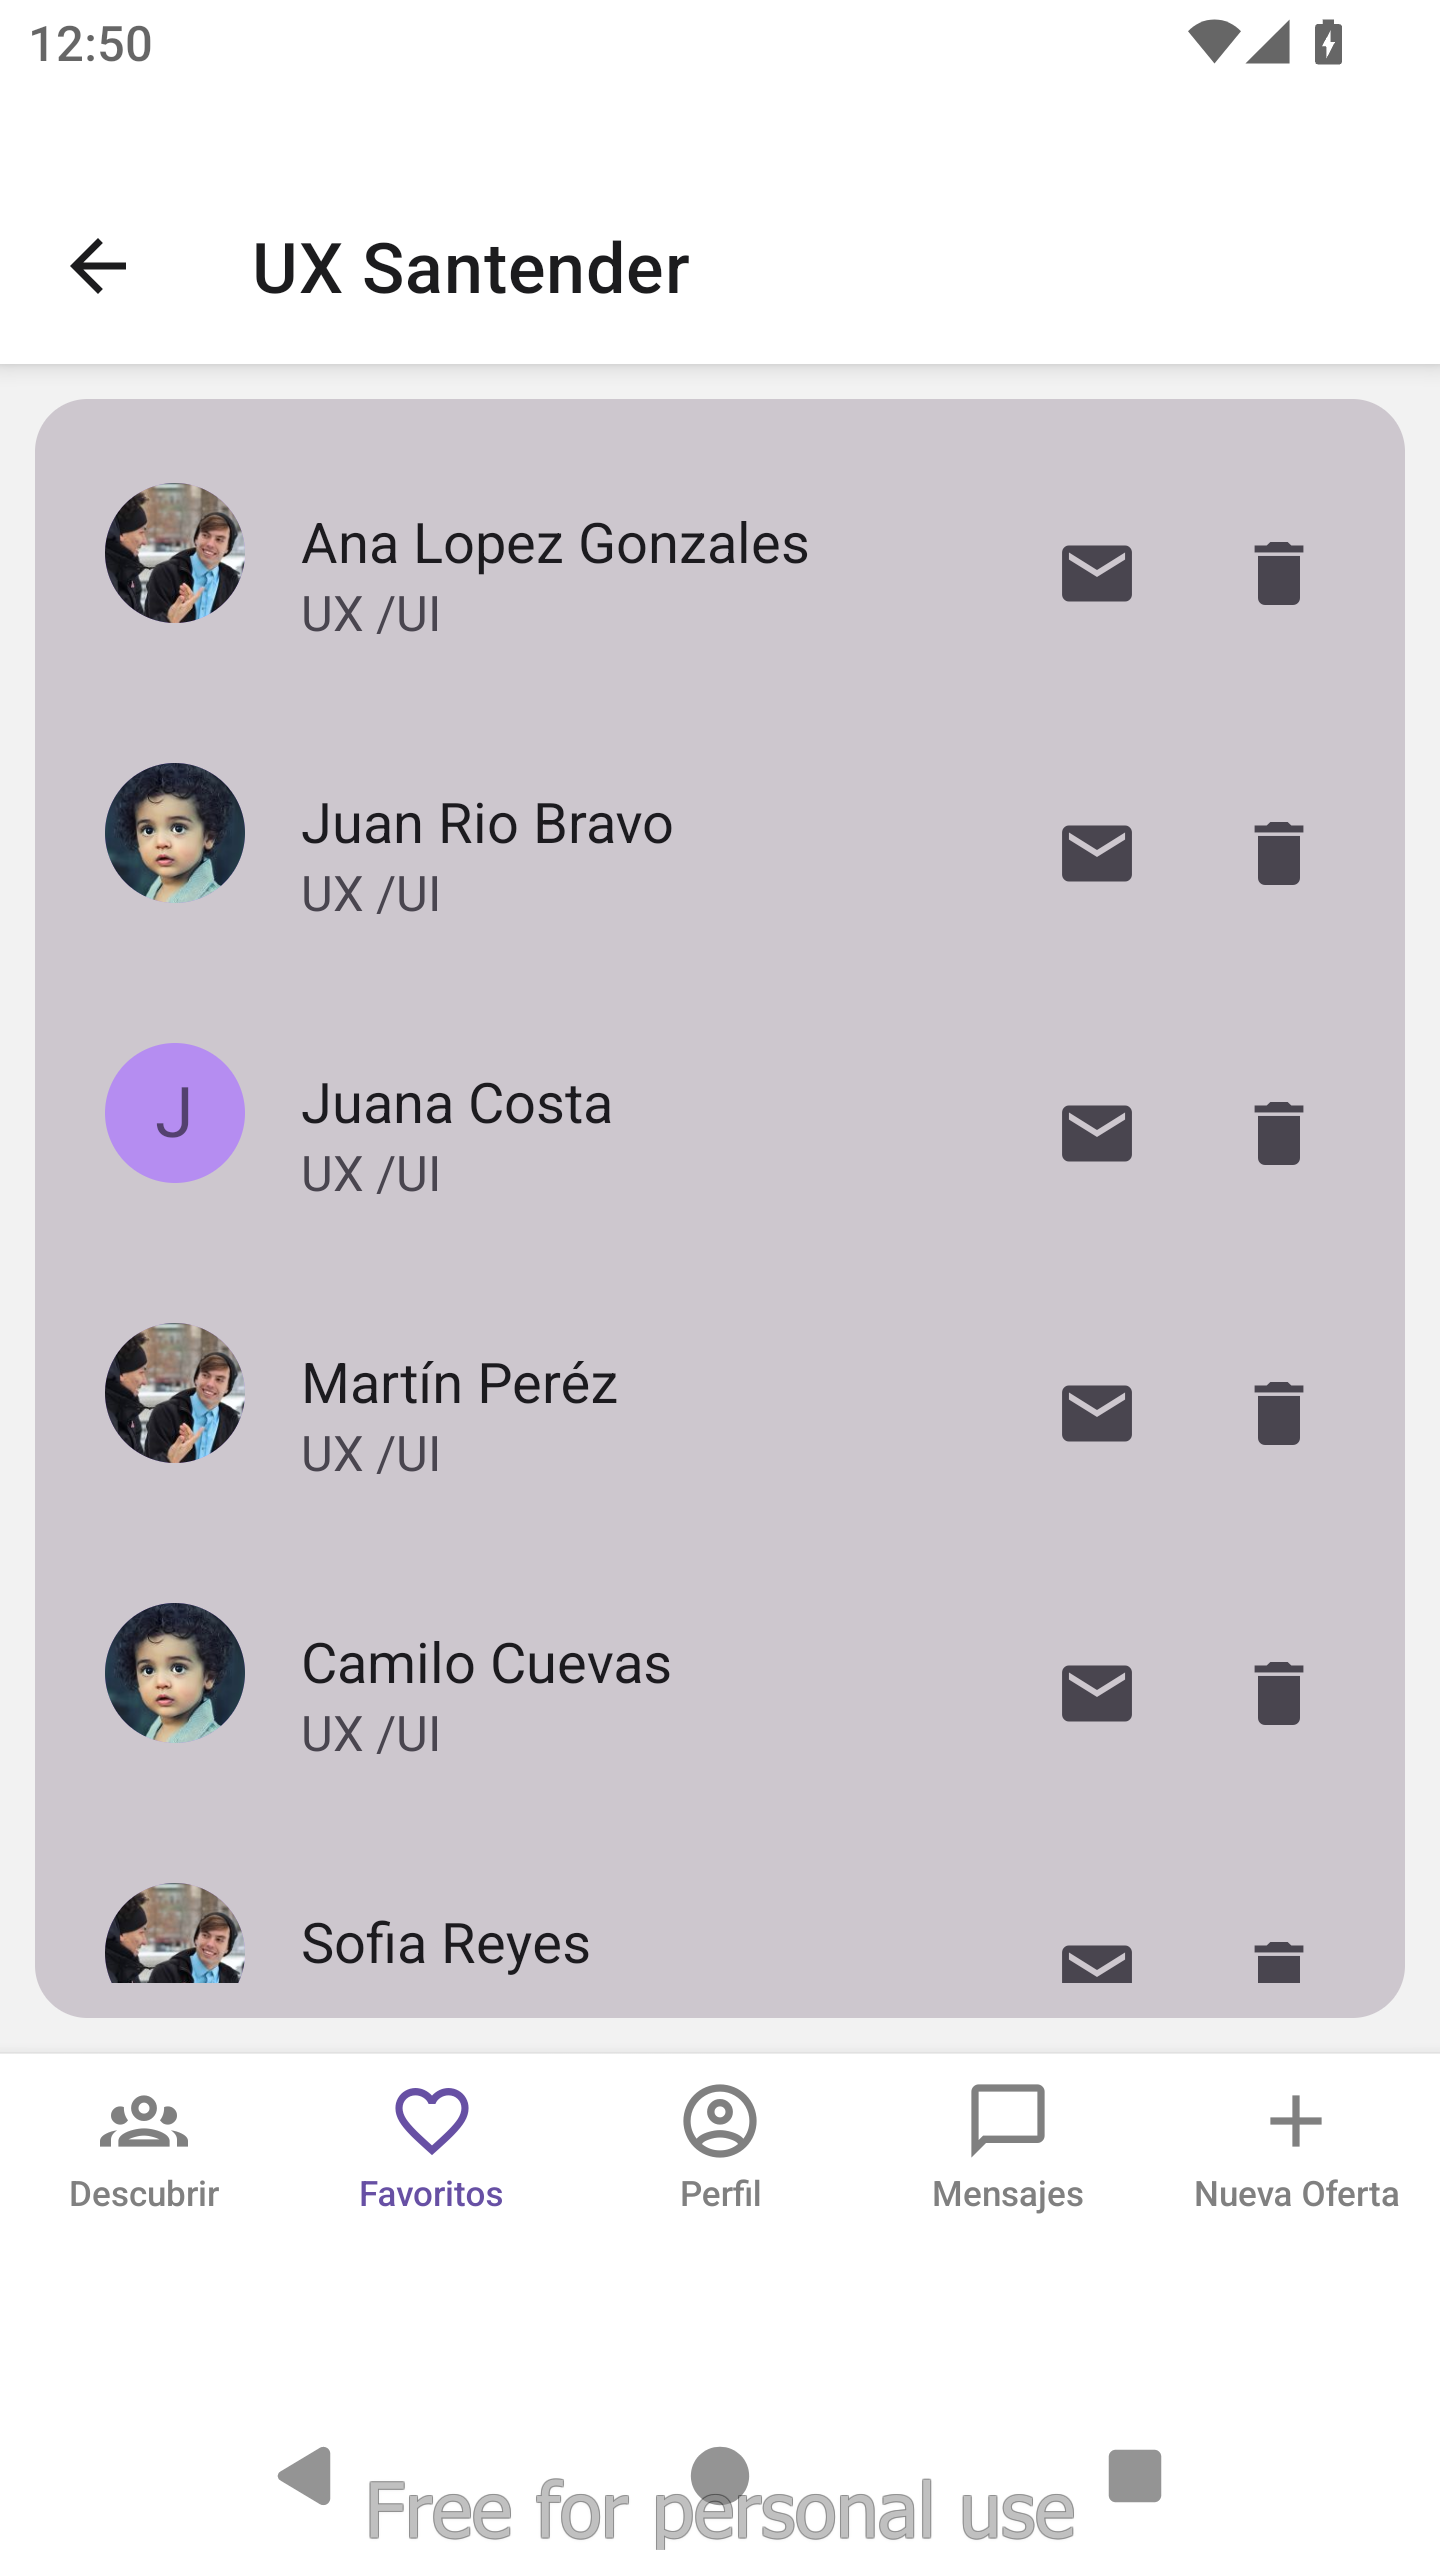 12:50
UX Santender
Ana Lopez Gonzales
UX /UI
Juan Rio Bravo
UX /UI
J
Juana Costa
UX /UI
Martín Peréz
UX /UI
Camilo Cuevas
UX /UI
Sofia Reyes
Descubrir
Favoritos
Perfil
Mensajes
Nueva Oferta
Free for personal use